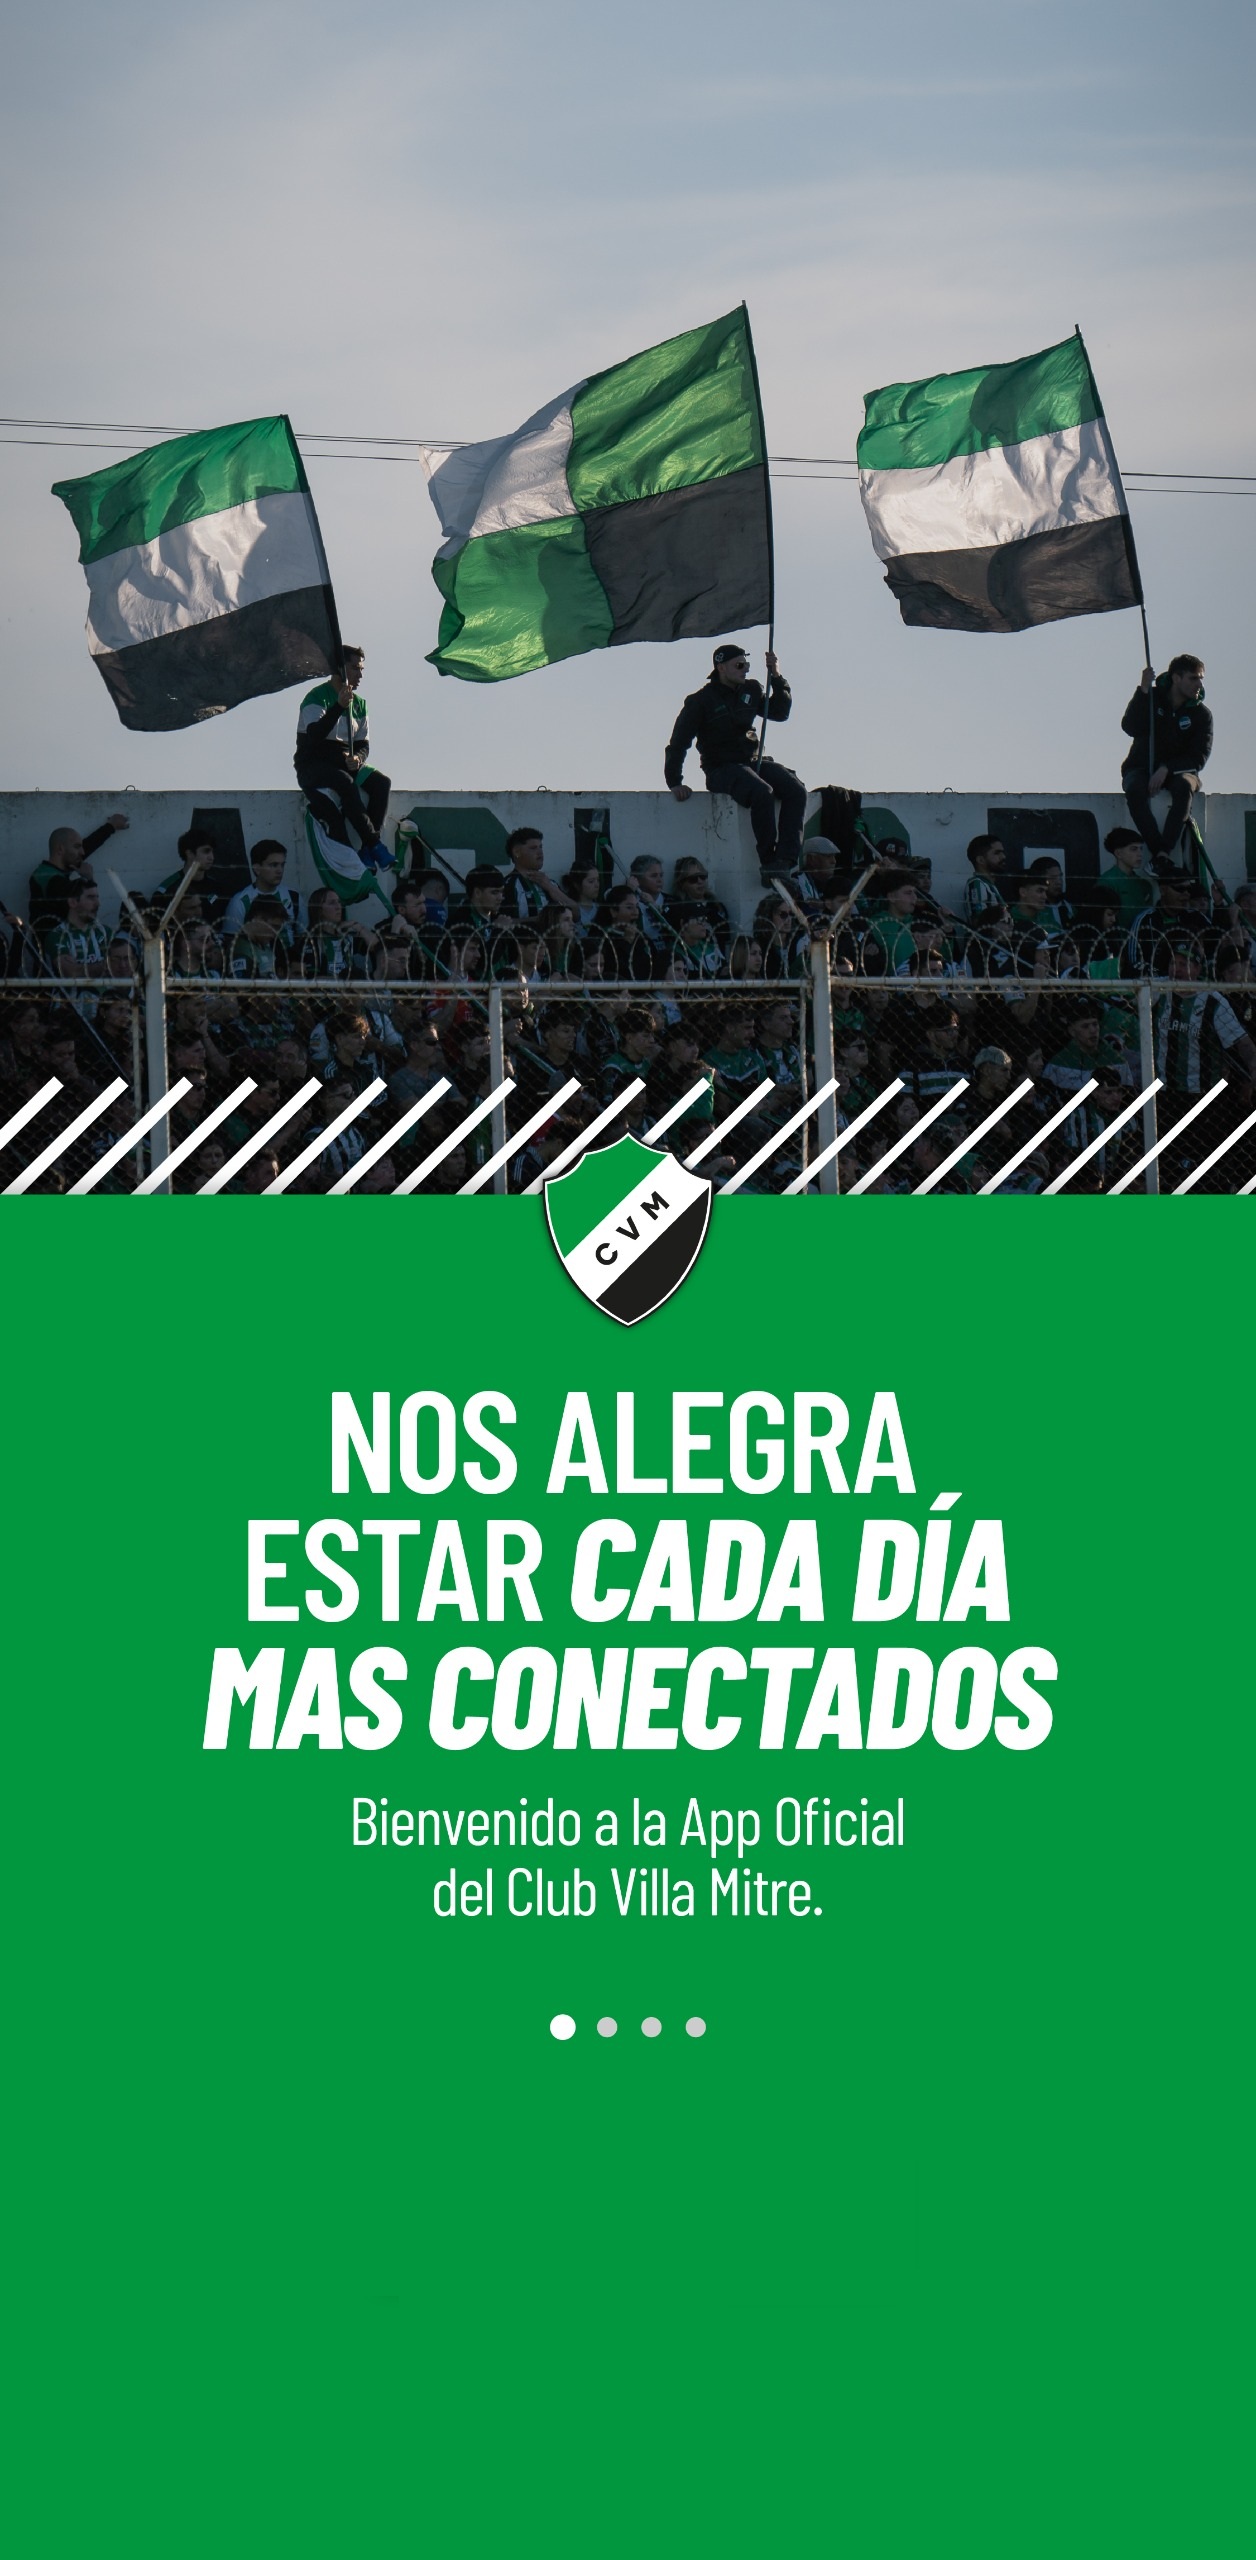 CVM
NOS ALEGRA
ESTAR CADA DÍA
MAS CONECTADOS
Bienvenido a la App Oficial
del Club Villa Mitre.